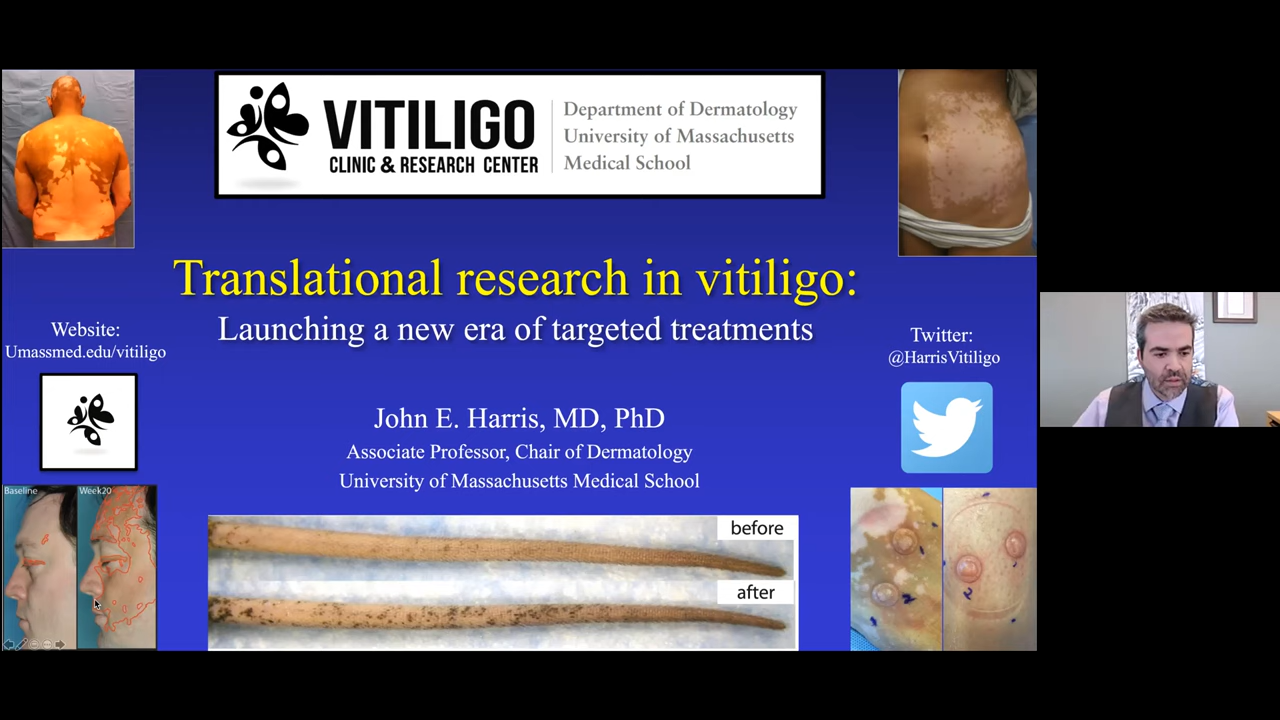 VITILIGO
CLINIC & RESEARCH CENTER
Department of Dermatology
University of Massachusetts
Medical School
Translational research in vitiligo:
Launching a new era of targeted treatments
Website:
Umassmed.edu/vitiligo
Twitter:
@HarrisVitiligo
John E. Harris, MD, PhD
Associate Professor, Chair of Dermatology
University of Massachusetts Medical School
Baseline
Week20
before
after